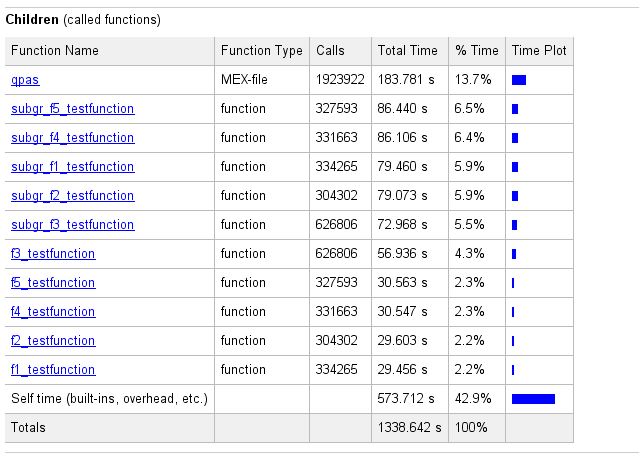 Children (called functions)
Function Name Function Type Calls Total Time % Time Time Plot
qpas MEX-file 1923922 183.781 s 13.7%
subgr_f5_testfunction function 327593 86.440 s 6.5%
subgr_f4_testfunction function 331663 86.106 s 6.4%
subgr_f1_testfunction function 334265 79.460 s 5.9%
subgr_f2_testfunction function 304302 79.073 s 5.9%
subgr_f3_testfunction function 626806 72.968 s 5.5%
f3_testfunction function 626806 56.936 s 4.3%
f5_testfunction function 327593 30.563 s 2.3%
f4_testfunction function 331663 30.547 s 2.3%
f2_testfunction function 304302 29.603 s 2.2%
f1_testfunction function 334265 29.456 s 2.2%
Self time (built-ins, overhead, etc.) 573.712 s 42.9%
Totals 1338.642 s 100%